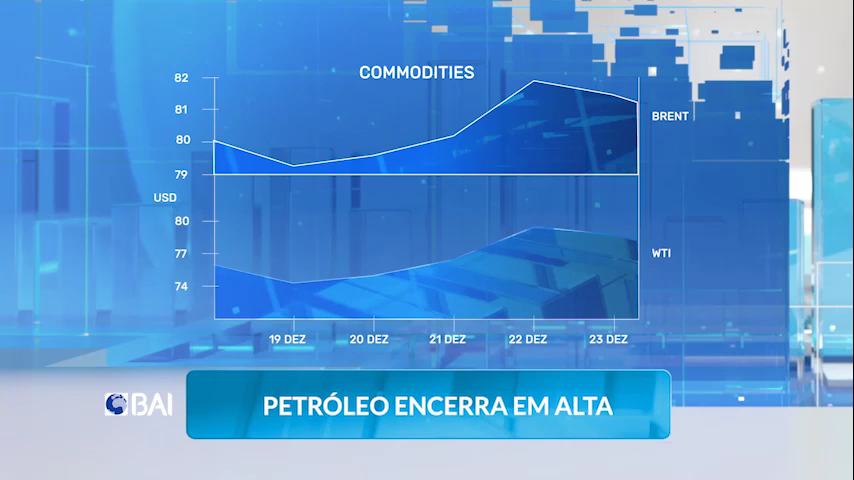 COMMODITIES
82
81
80
79
BRENT
USD
80
77
74
WTI
19 DEZ 20 DEZ 21 DEZ 22 DEZ 23 DEZ
BAI
PETRÓLEO ENCERRA EM ALTA